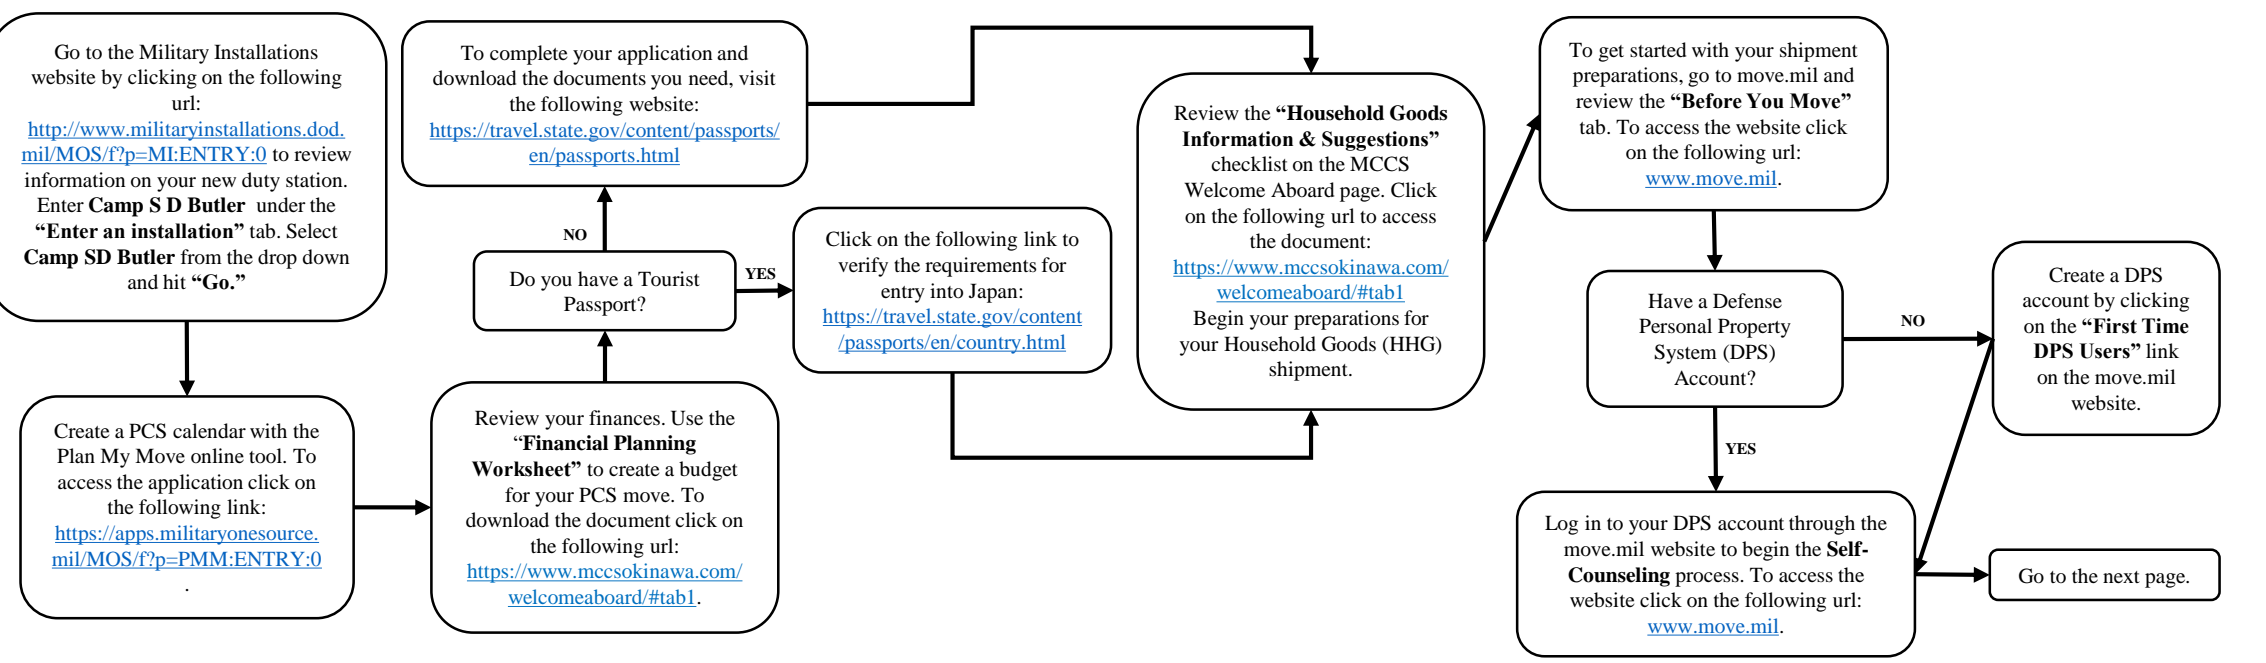 Go to the Military Installations
website by clicking on the following
url:
http://www.militaryinstallations.dod.
mil/MOS/f?p=MI:ENTRY:0 to review
information on your new duty station.
Enter Camp S D Butler  under the
“Enter an installation” tab. Select
Camp SD Butler from the drop down
and hit “Go.”
Create a PCS calendar with the
Plan My Move online tool. To
access the application click on
the following link:
https://apps.militaryonesource.
mil/MOS/f?p=PMM:ENTRY:0
.
Review your finances. Use the
“Financial Planning
Worksheet” to create a budget
for your PCS move. To
download the document click on
the following url:
https://www.mccsokinawa.com/
welcomeaboard/#tab1.
Do you have a Tourist
Passport?
NO
To complete your application and
download the documents you need, visit
the following website:
https://travel.state.gov/content/passports/
en/passports.html
YES
Click on the following link to
verify the requirements for
entry into Japan:
https://travel.state.gov/content
/passports/en/country.html
Review the “Household Goods
Information & Suggestions”
checklist on the MCCS
Welcome Aboard page. Click
on the following url to access
the document:
https://www.mccsokinawa.com/
welcomeaboard/#tab1
Begin your preparations for
your Household Goods (HHG)
shipment.
To get started with your shipment
preparations, go to move.mil and
review the “Before You Move”
tab. To access the website click
on the following url:
www.move.mil.
Have a Defense
Personal Property
System (DPS)
Account?
NO
Create a DPS
account by clicking
on the “First Time
DPS Users” link
on the move.mil
website.
YES
Log in to your DPS account through the
move.mil website to begin the Self-
Counseling process. To access the
website click on the following url:
www.move.mil.
Go to the next page.